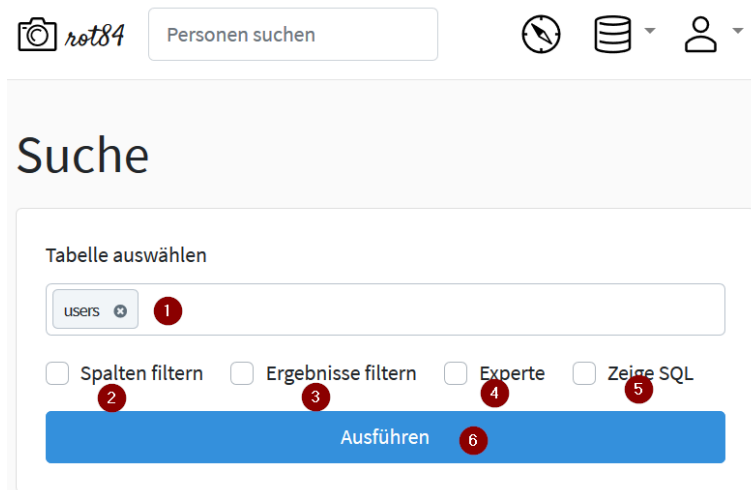 rot84 Personen suchen
Suche
Tabelle auswählen
users 1
Spalten filtern Ergebnisse filtern Experte Zeige SQL
2 3 4 5
Ausführen 6